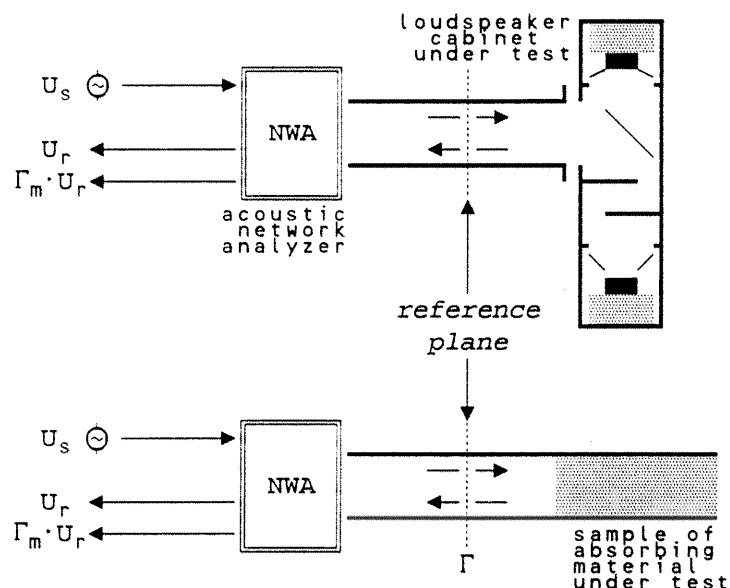 loudspeaker
cabinet
under test
U_s
NWA
U_r
Γ_m·U_r
acoustic
network
analyzer
reference
plane
U_s
NWA
U_r
Γ_m·U_r
Γ
sample of
absorbing
material
under test